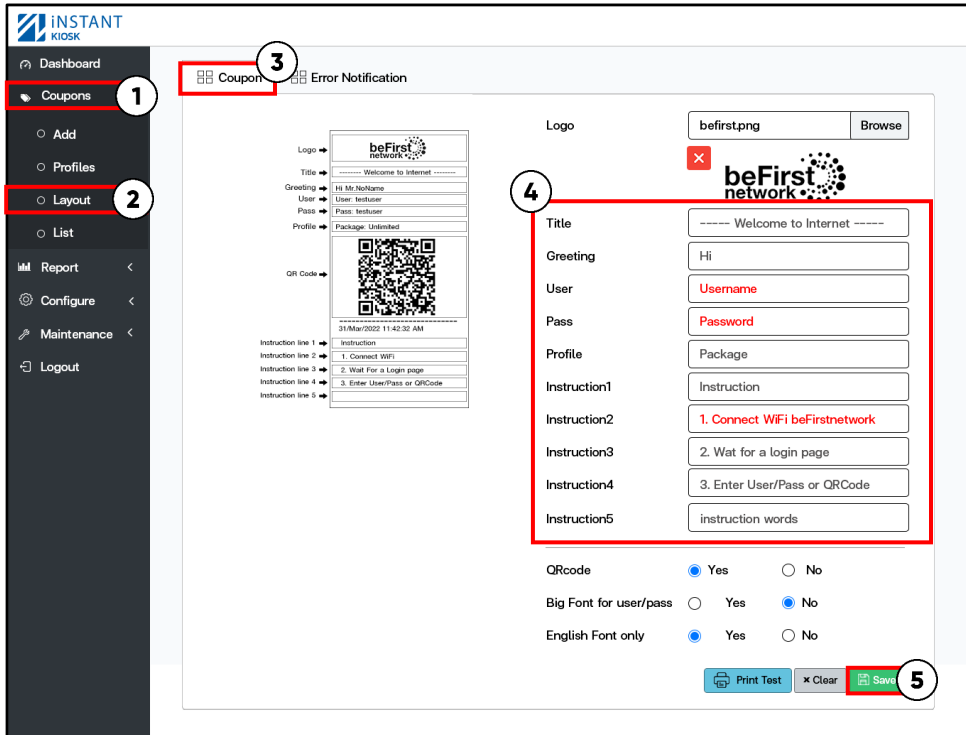 iNSTANT
KIOSK
Dashboard
Coupons
1
Add
Profiles
Layout
2
List
Report
Configure
Maintenance
Logout
3
Coupon
Error Notification
Logo
beFirst
network
Title
-------- Welcome to Internet --------
Greeting
Hi Mr.NoName
User
User: testuser
Pass
Pass: testuser
Profile
Package: Unlimited
QR Code
31/Mar/2022 11:42:32 AM
Instruction line 1
Instruction
Instruction line 2
1. Connect WiFi
Instruction line 3
2. Wait For a Login page
Instruction line 4
3. Enter User/Pass or QRCode
Instruction line 5
Logo
befirst.png
Browse
beFirst
network
4
Title
----- Welcome to Internet -----
Greeting
Hi
User
Username
Pass
Password
Profile
Package
Instruction1
Instruction
Instruction2
1. Connect WiFi beFirstnetwork
Instruction3
2. Wat for a login page
Instruction4
3. Enter User/Pass or QRCode
Instruction5
instruction words
QRcode
Yes
No
Big Font for user/pass
Yes
No
English Font only
Yes
No
Print Test
× Clear
Save
5